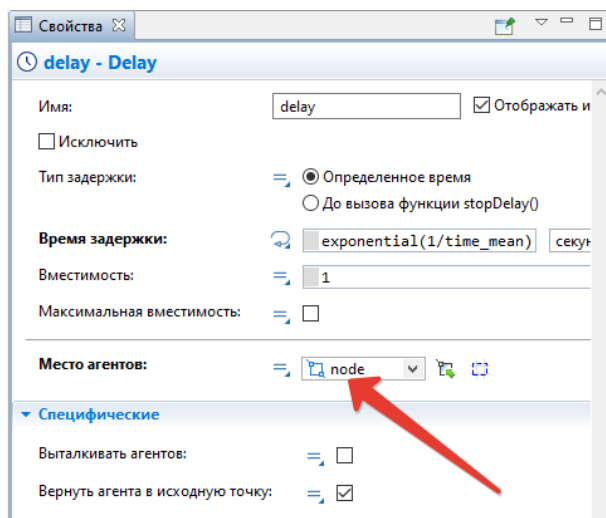 Свойства
delay - Delay
Имя: delay Отображать и
Исключить
Тип задержки: Определенное время
До вызова функции stopDelay()
Время задержки: exponential(1/time_mean) секун
Вместимость: 1
Максимальная вместимость:
Место агентов: node
Специфические
Выталкивать агентов:
Вернуть агента в исходную точку: